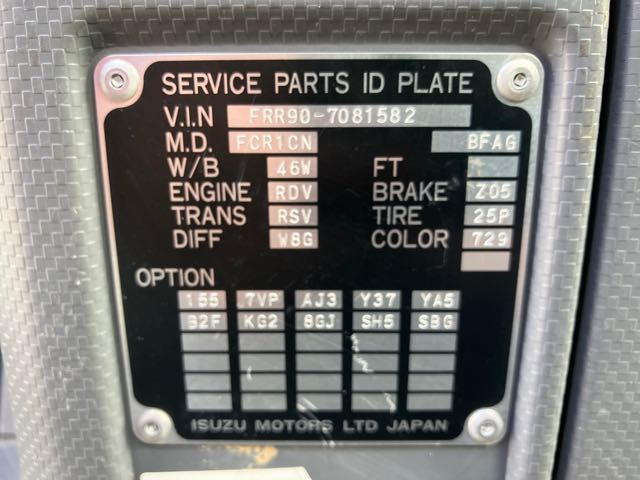 SERVICE PARTS ID PLATE
V.I.N FRR90-7081582
M.D. FCR1CN BFAG
W/B 46W FT
ENGINE RDV BRAKE Z05
TRANS RSV TIRE 25P
DIFF W8G COLOR 729
OPTION
155 7VP AJ3 Y37 YA5
B2F KG2 8GJ SH5 SBG
ISUZU MOTORS LTD JAPAN